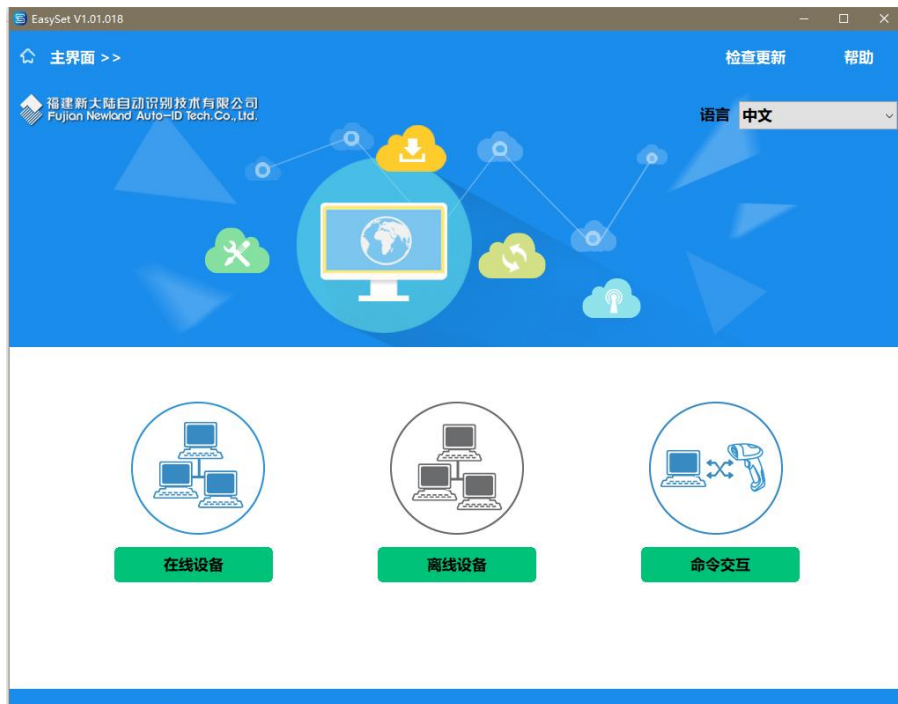 EasySet V1.01.018
主界面 >>
检查更新
帮助
福建新大陆自动识别技术有限公司
Fujian Newland Auto-ID Tech.Co.,Ltd.
语言
中文
在线设备
离线设备
命令交互